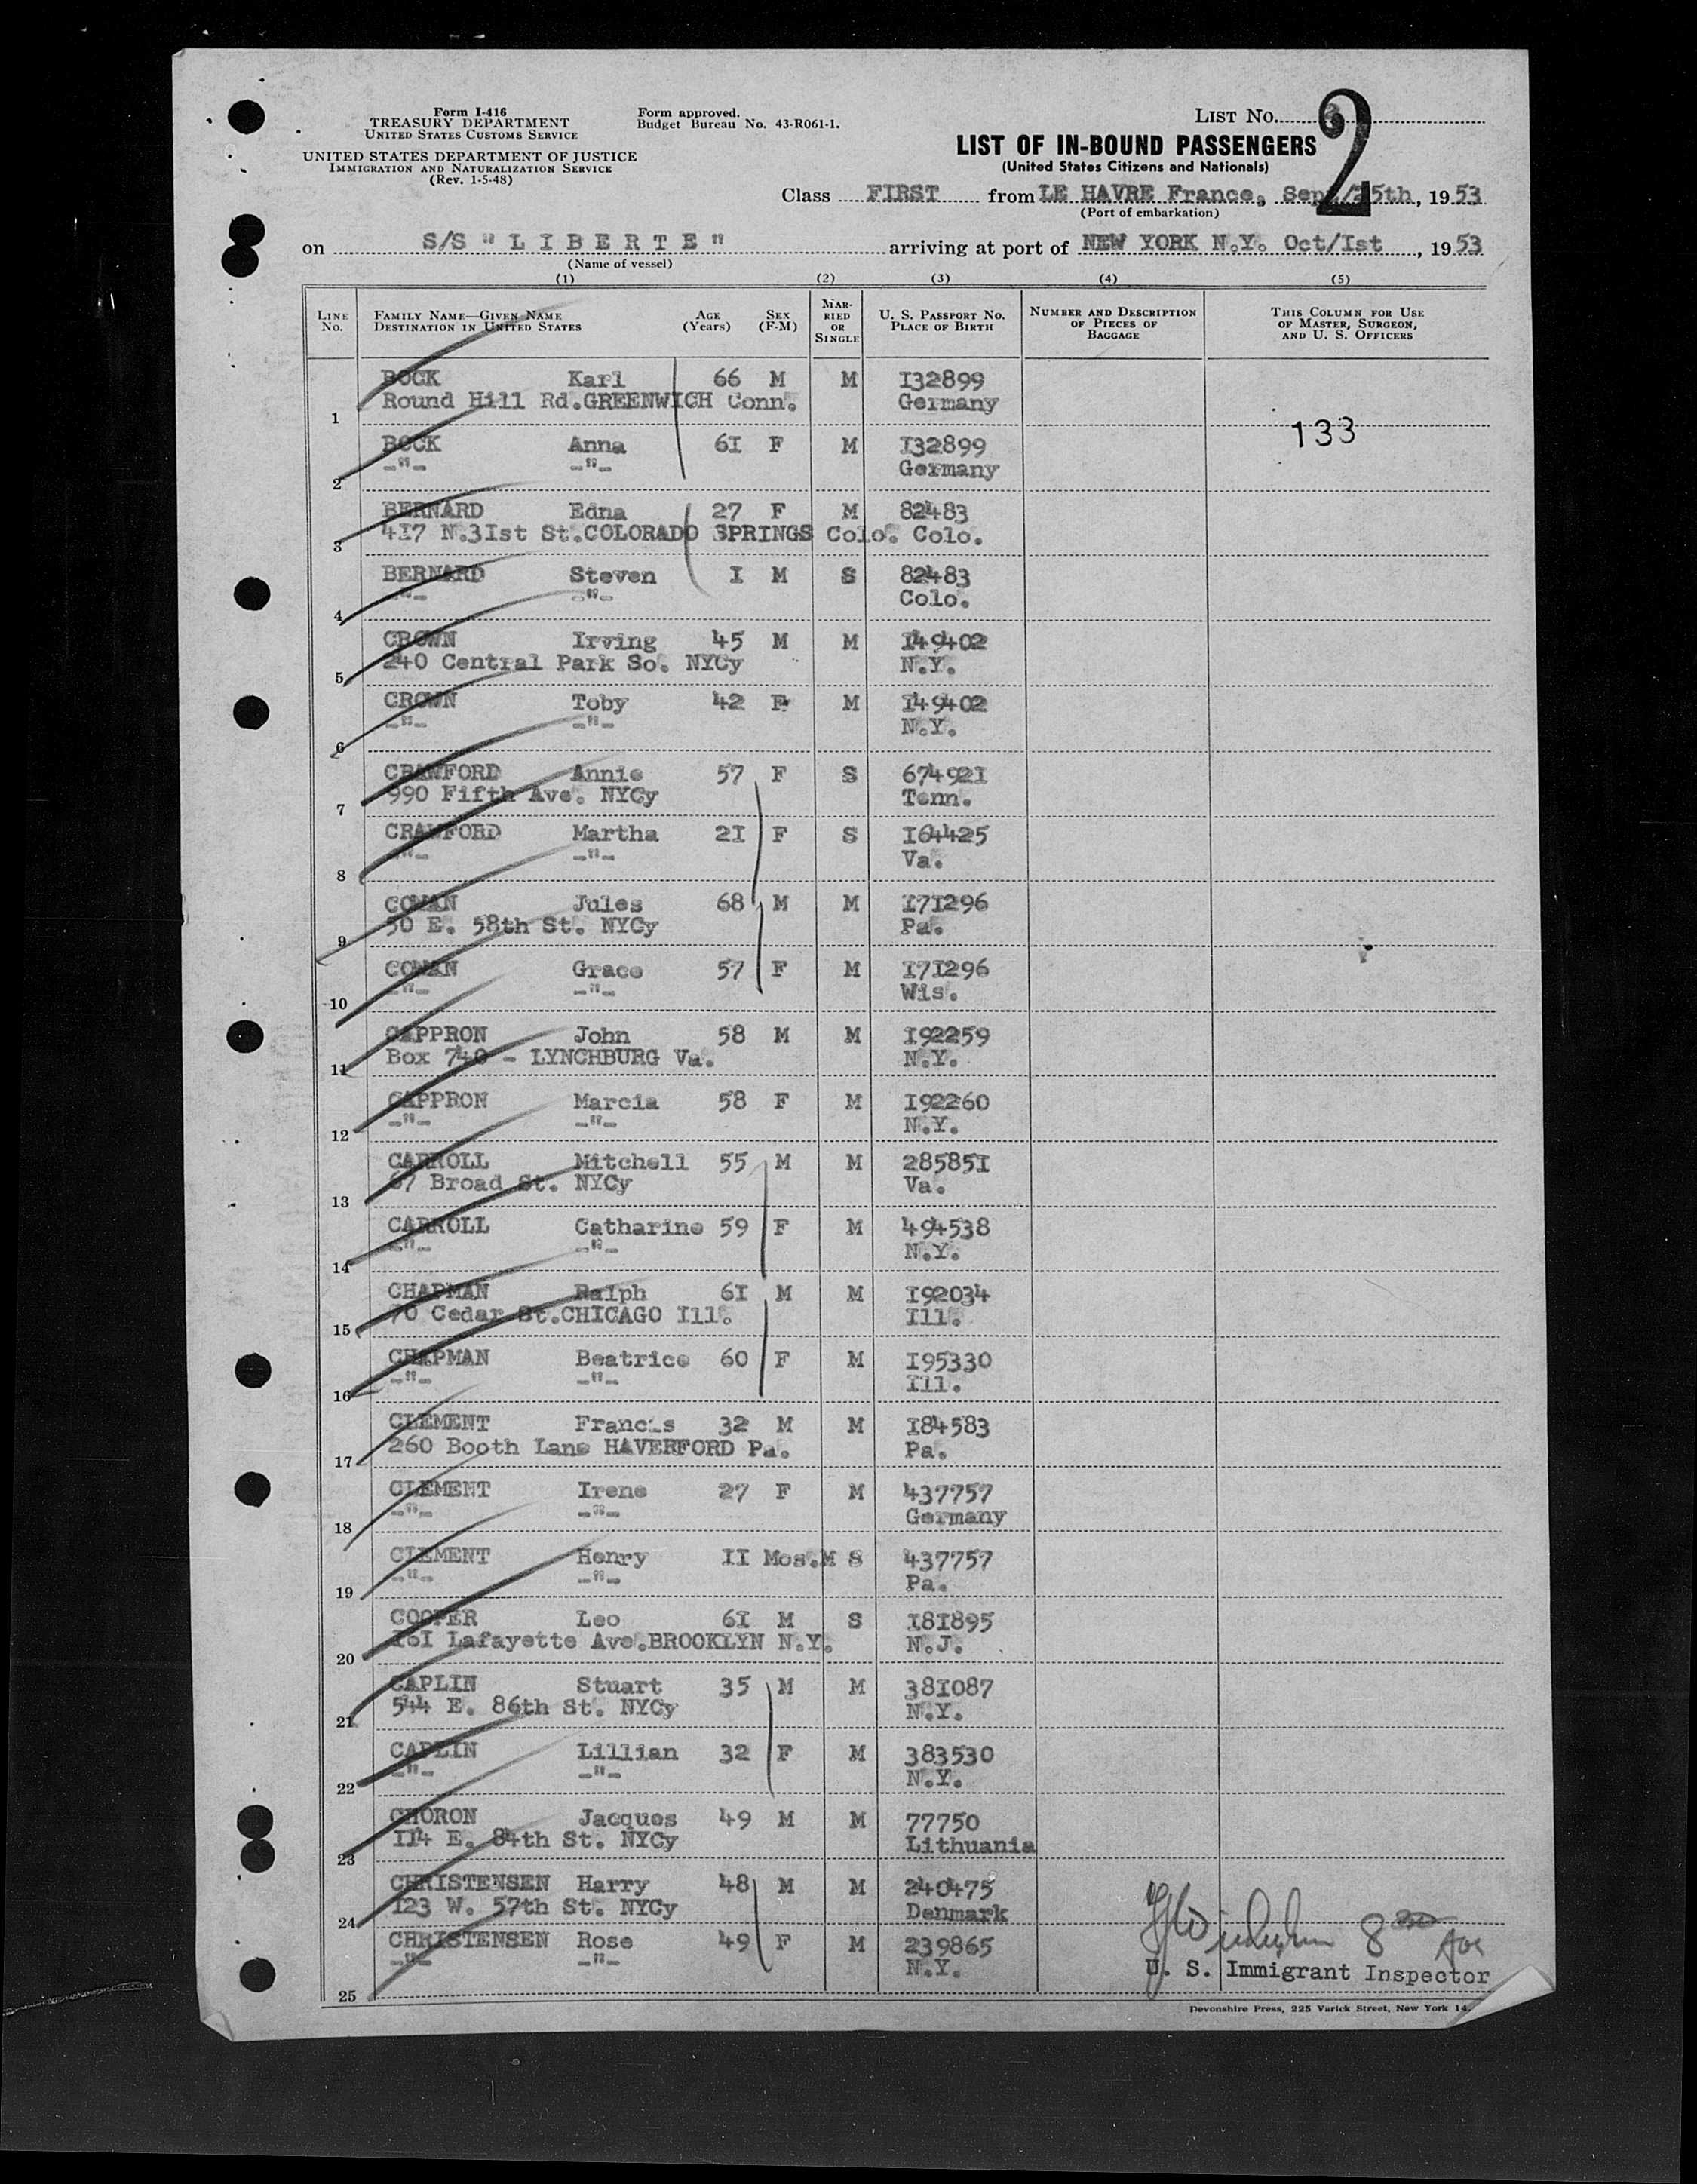 Form I-416
TREASURY DEPARTMENT
UNITED STATES CUSTOMS SERVICE
UNITED STATES DEPARTMENT OF JUSTICE
IMMIGRATION AND NATURALIZATION SERVICE
(Rev. 1-5-48)
Form approved.
Budget Bureau No. 43-R061-1.
LIST No. 2
LIST OF IN-BOUND PASSENGERS
(United States Citizens and Nationals)
Class FIRST from LE HAVRE France, Sept/25th, 1953
(Port of embarkation)
on S/S "LIBERTE" arriving at port of NEW YORK N.Y. Oct/Ist, 1953
(Name of vessel)
(1) (2) (3) (4) (5)
LINE No. FAMILY NAME—GIVEN NAME DESTINATION IN UNITED STATES AGE (Years) SEX (F-M) MARRIED OR SINGLE U. S. PASSPORT NO. PLACE OF BIRTH NUMBER AND DESCRIPTION OF PIECES OF BAGGAGE THIS COLUMN FOR USE OF MASTER, SURGEON, AND U. S. OFFICERS
BOCK Karl 66 M M I32899
1 Round Hill Rd.GREENWICH Conn. Germany
133
BOCK Anna 6I F M I32899
2 -"- -"- Germany
BERNARD Edna 27 F M 82483
3 4I7 N.3Ist St.COLORADO SPRINGS Colo. Colo.
BERNARD Steven I M S 82483
4 -"- -"- Colo.
CROWN Irving 45 M M I49402
5 240 Central Park So. NYCy N.Y.
CROWN Toby 42 F M I49402
6 -"- -"- N.Y.
CRAWFORD Annie 57 F S 67492I
7 990 Fifth Ave. NYCy Tenn.
CRAWFORD Martha 2I F S I64425
8 -"- -"- Va.
COWAN Jules 68 M M I7I296
9 50 E. 58th St. NYCy Pa.
COWAN Grace 57 F M I7I296
10 -"- -"- Wis.
CAPPRON John 58 M M I92259
11 Box 740 - LYNCHBURG Va. N.Y.
CAPPRON Marcia 58 F M I92260
12 -"- -"- N.Y.
CARROLL Mitchell 55 M M 28585I
13 67 Broad St. NYCy Va.
CARROLL Catharine 59 F M 494538
14 -"- -"- N.Y.
CHAPMAN Ralph 6I M M I92034
15 70 Cedar St.CHICAGO Ill. Ill.
CHAPMAN Beatrice 60 F M I95330
16 -"- -"- Ill.
CLEMENT Francis 32 M M I84583
17 260 Booth Lane HAVERFORD Pa. Pa.
CLEMENT Irene 27 F M 437757
18 -"- -"- Germany
CLEMENT Henry II Mos.M S 437757
19 -"- -"- Pa.
COOPER Leo 6I M S I8I895
20 I6I Lafayette Ave.BROOKLYN N.Y. N.J.
CAPLIN Stuart 35 M M 38I087
21 544 E. 86th St. NYCy N.Y.
CAPLIN Lillian 32 F M 383530
22 -"- -"- N.Y.
CHORON Jacques 49 M M 77750
23 II4 E. 84th St. NYCy Lithuania
CHRISTENSEN Harry 48 M M 240475
24 I23 W. 57th St. NYCy Denmark
CHRISTENSEN Rose 49 F M 239865
25 -"- -"- N.Y.
U. S. Immigrant Inspector
Devonshire Press, 225 Varick Street, New York 14,